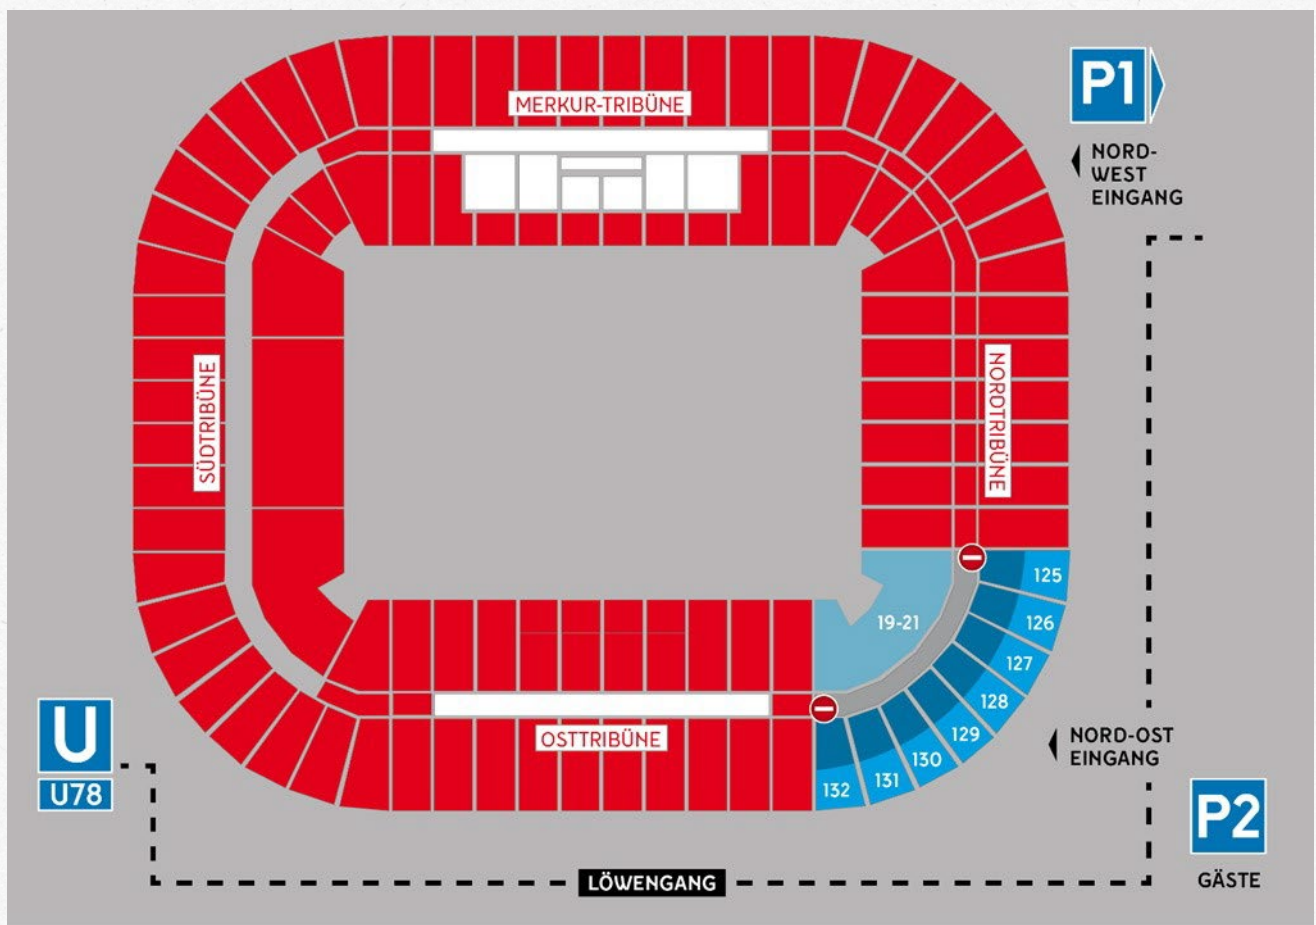 MERKUR-TRIBÜNE
P1
NORD-
WEST
EINGANG
SÜDTRIBÜNE
NORDTRIBÜNE
125
19-21
126
127
128
129
130
131
132
OSTTRIBÜNE
NORD-OST
EINGANG
U
U78
P2
GÄSTE
LÖWENGANG